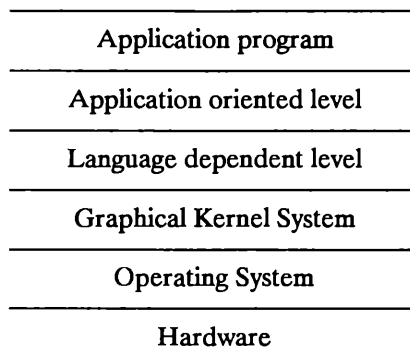 Application program
Application oriented level
Language dependent level
Graphical Kernel System
Operating System
Hardware